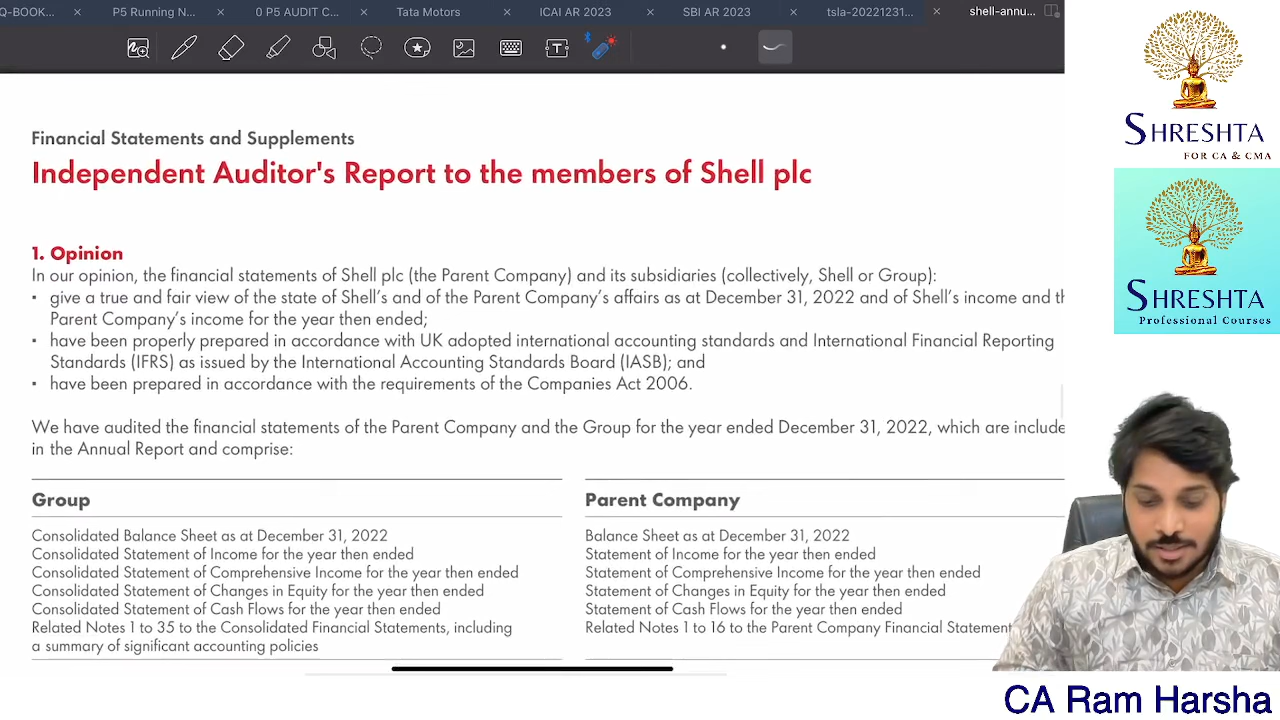 Q-BOOK...
P5 Running N...
0 P5 AUDIT C...
Tata Motors
ICAI AR 2023
SBI AR 2023
tsla-20221231...
shell-annu...
Financial Statements and Supplements
Independent Auditor's Report to the members of Shell plc
1. Opinion
In our opinion, the financial statements of Shell plc (the Parent Company) and its subsidiaries (collectively, Shell or Group):
▪ give a true and fair view of the state of Shell's and of the Parent Company's affairs as at December 31, 2022 and of Shell's income and th
Parent Company's income for the year then ended;
▪ have been properly prepared in accordance with UK adopted international accounting standards and International Financial Reporting
Standards (IFRS) as issued by the International Accounting Standards Board (IASB); and
▪ have been prepared in accordance with the requirements of the Companies Act 2006.
We have audited the financial statements of the Parent Company and the Group for the year ended December 31, 2022, which are include
in the Annual Report and comprise:
Group
Consolidated Balance Sheet as at December 31, 2022
Consolidated Statement of Income for the year then ended
Consolidated Statement of Comprehensive Income for the year then ended
Consolidated Statement of Changes in Equity for the year then ended
Consolidated Statement of Cash Flows for the year then ended
Related Notes 1 to 35 to the Consolidated Financial Statements, including
a summary of significant accounting policies
Parent Company
Balance Sheet as at December 31, 2022
Statement of Income for the year then ended
Statement of Comprehensive Income for the year then ended
Statement of Changes in Equity for the year then ended
Statement of Cash Flows for the year then ended
Related Notes 1 to 16 to the Parent Company Financial Statement
SHRESHTA
FOR CA & CMA
SHRESHTA
Professional Courses
CA Ram Harsha